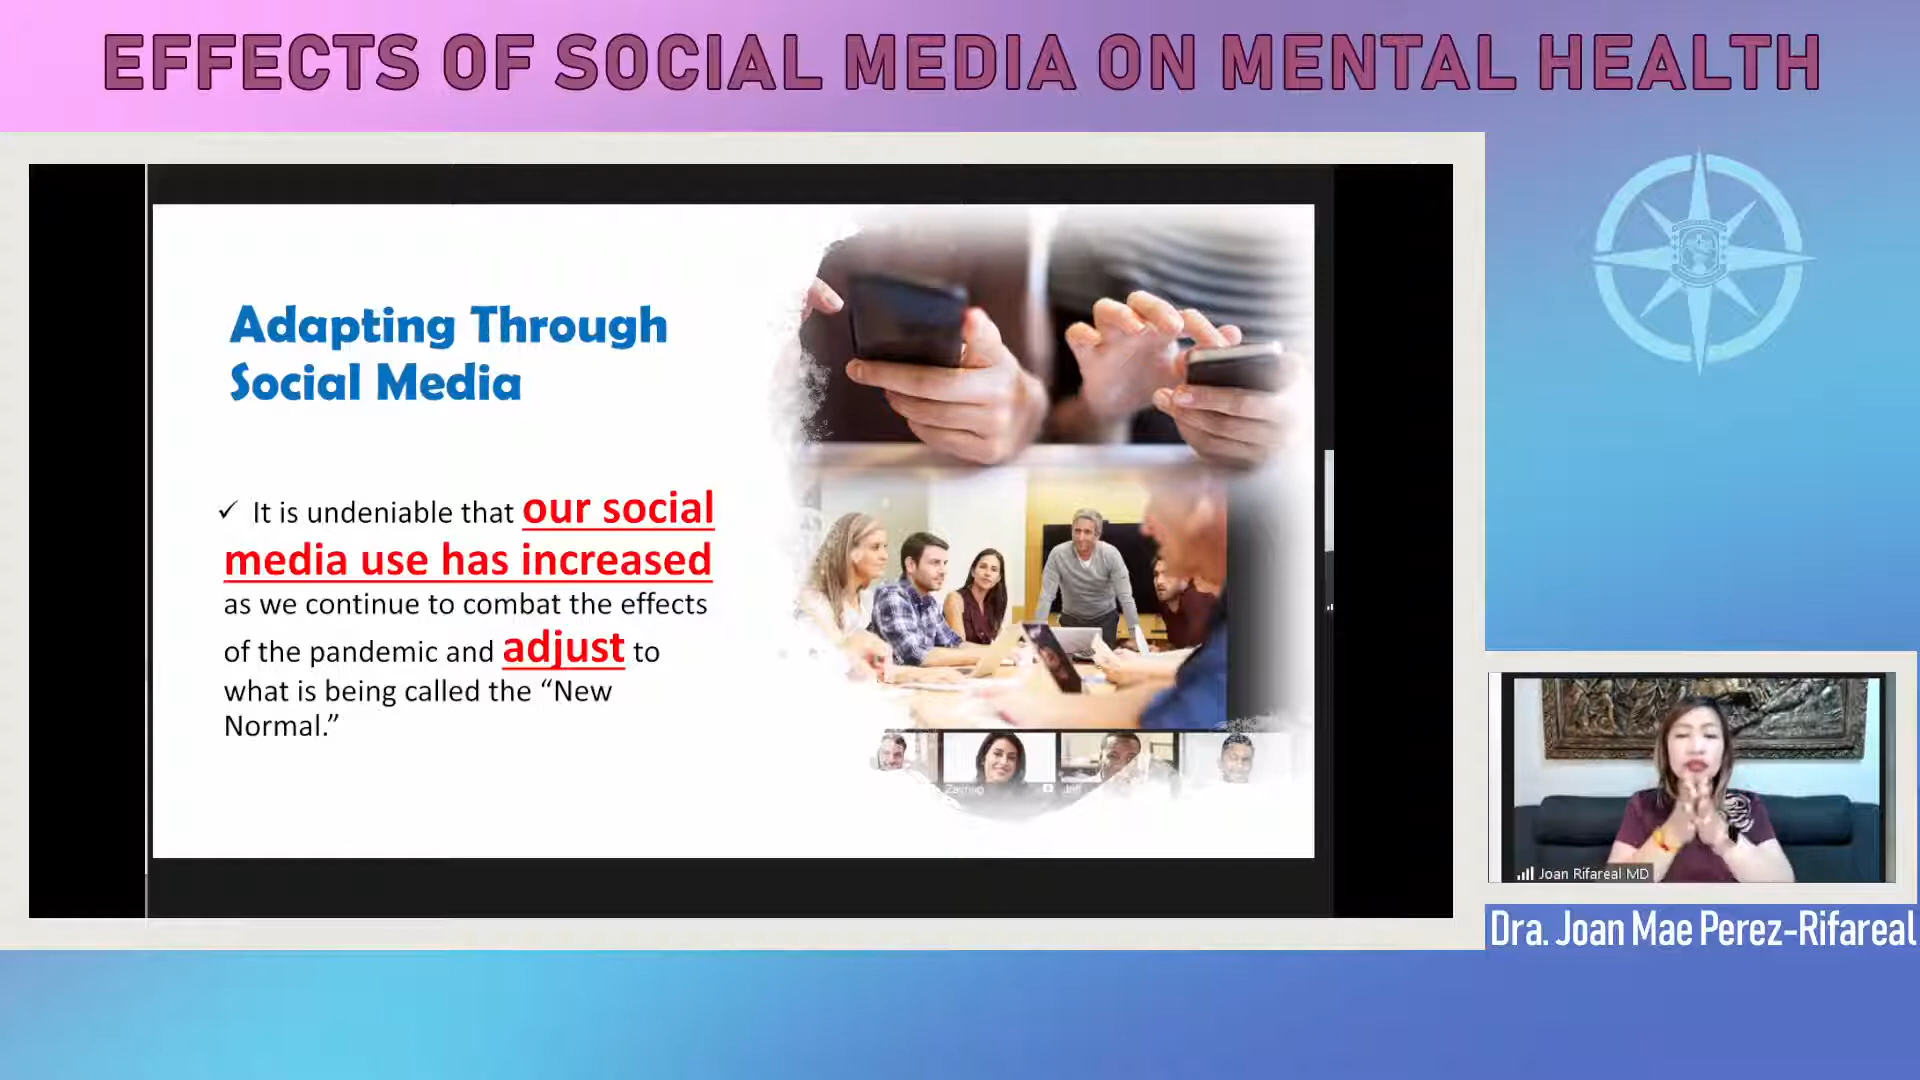 EFFECTS OF SOCIAL MEDIA ON MENTAL HEALTH
Adapting Through
Social Media
✓ It is undeniable that our social
media use has increased
as we continue to combat the effects
of the pandemic and adjust to
what is being called the “New
Normal.”
Joan Rifareal MD
Dra. Joan Mae Perez-Rifareal